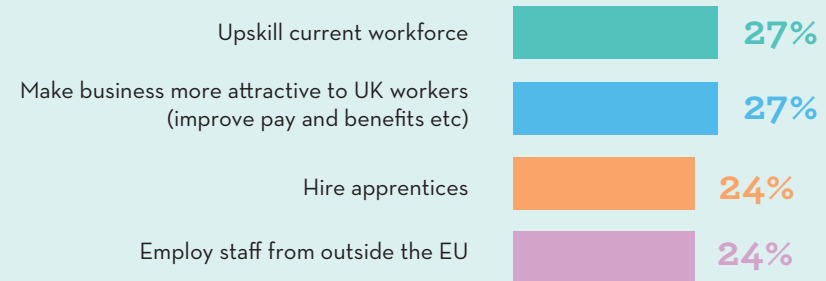 Upskill current workforce 27%
Make business more attractive to UK workers
(improve pay and benefits etc) 27%
Hire apprentices 24%
Employ staff from outside the EU 24%